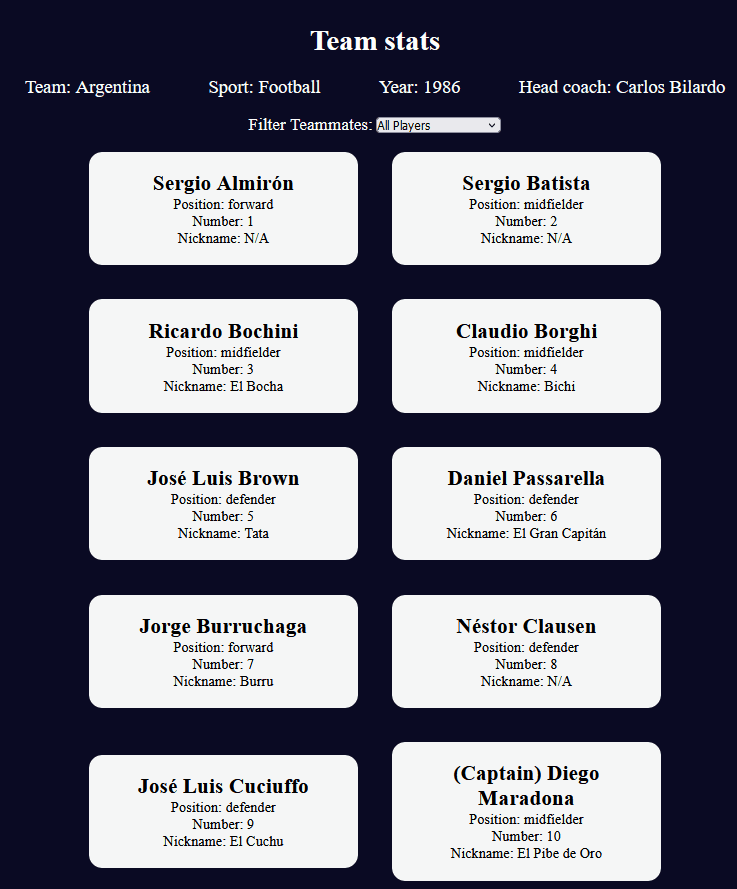 Team stats
Team: Argentina Sport: Football Year: 1986 Head coach: Carlos Bilardo
Filter Teammates: All Players
Sergio Almirón
Position: forward
Number: 1
Nickname: N/A
Sergio Batista
Position: midfielder
Number: 2
Nickname: N/A
Ricardo Bochini
Position: midfielder
Number: 3
Nickname: El Bocha
Claudio Borghi
Position: midfielder
Number: 4
Nickname: Bichi
José Luis Brown
Position: defender
Number: 5
Nickname: Tata
Daniel Passarella
Position: defender
Number: 6
Nickname: El Gran Capitán
Jorge Burruchaga
Position: forward
Number: 7
Nickname: Burru
Néstor Clausen
Position: defender
Number: 8
Nickname: N/A
José Luis Cuciuffo
Position: defender
Number: 9
Nickname: El Cuchu
(Captain) Diego
Maradona
Position: midfielder
Number: 10
Nickname: El Pibe de Oro